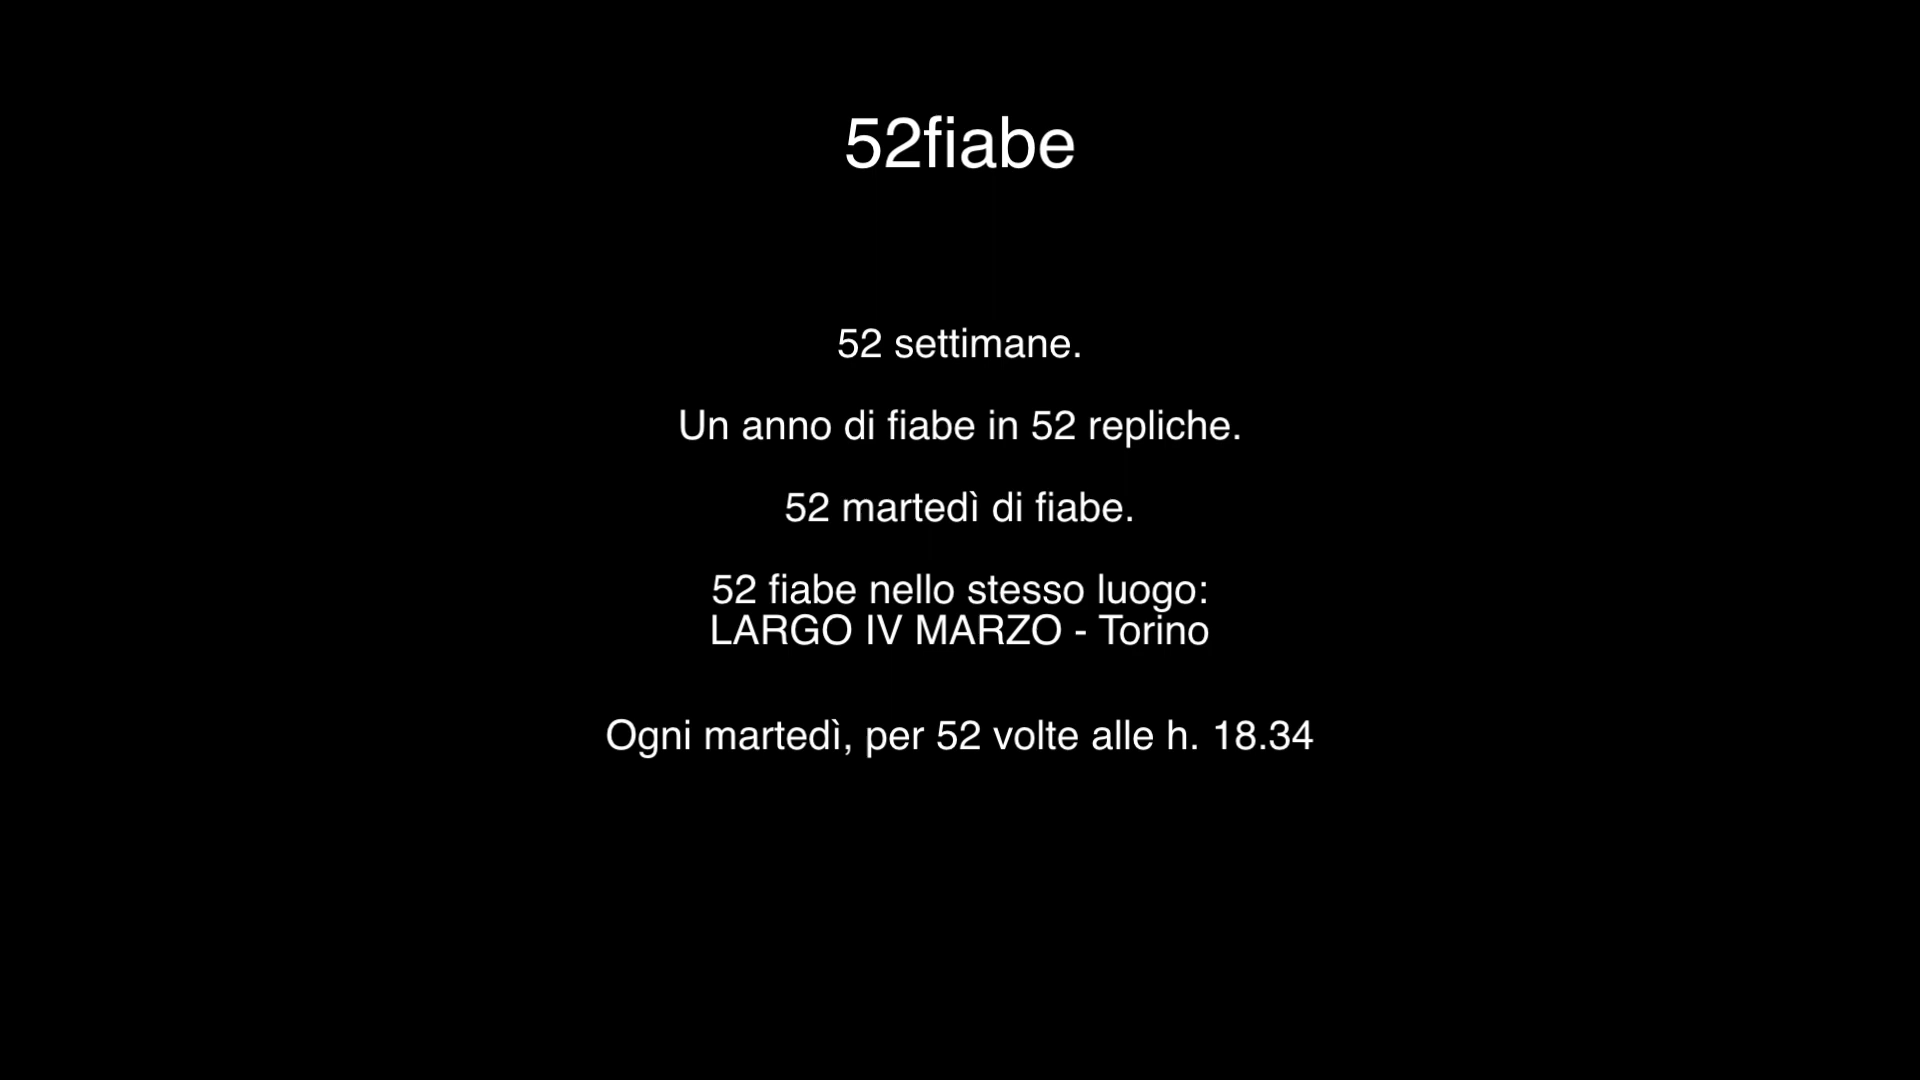 52fiabe
52 settimane.
Un anno di fiabe in 52 repliche.
52 martedì di fiabe.
52 fiabe nello stesso luogo:
LARGO IV MARZO - Torino
Ogni martedì, per 52 volte alle h. 18.34